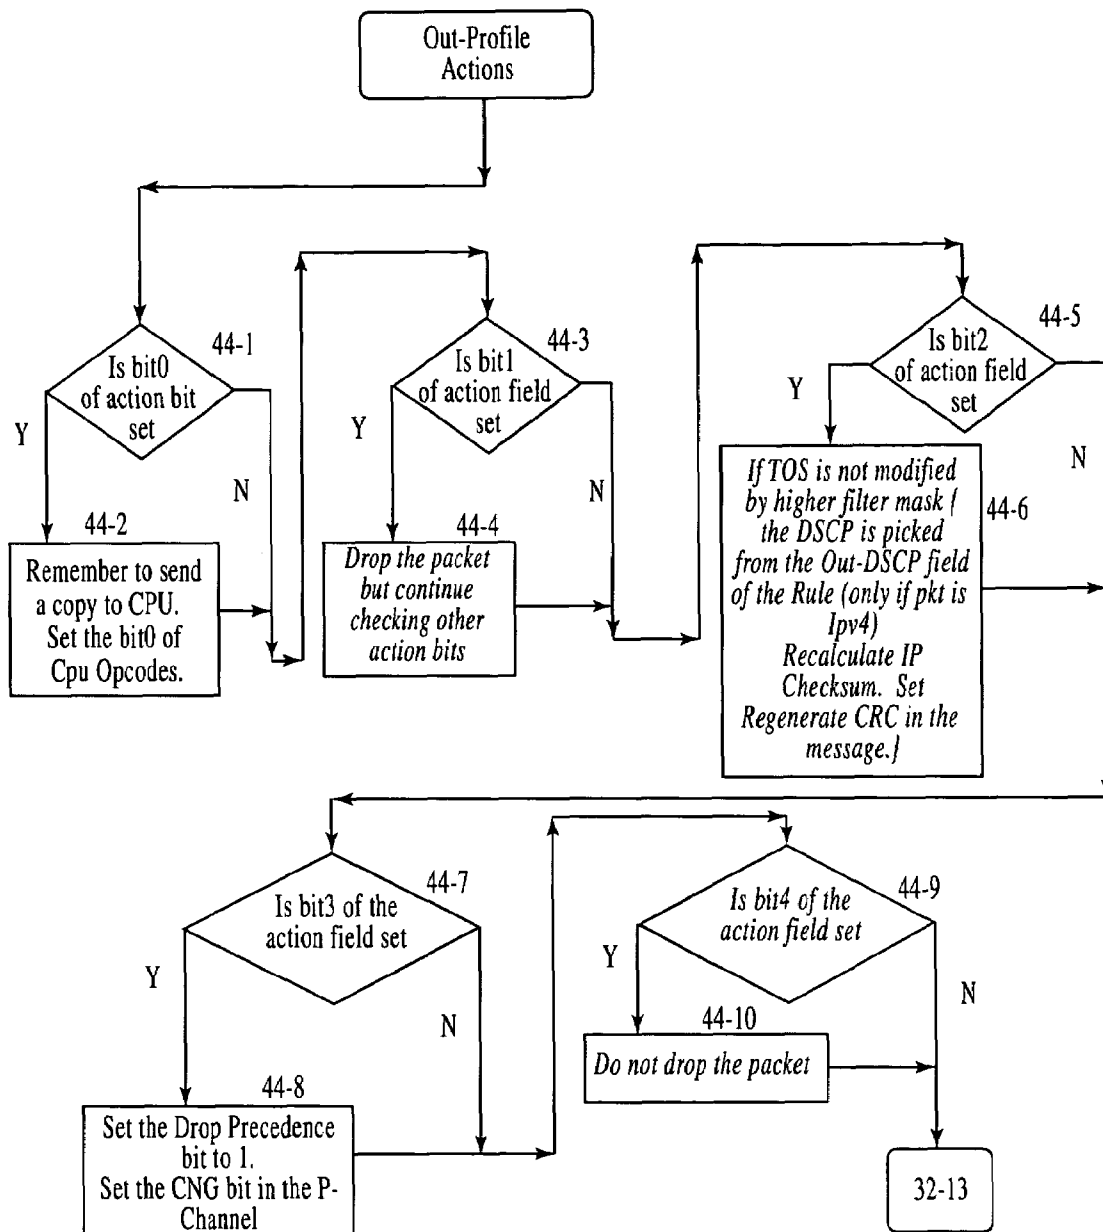 Out-Profile
Actions
44-1
Is bit0
of action bit
set
Y
N
44-2
Remember to send
a copy to CPU.
Set the bit0 of
Cpu Opcodes.
44-3
Is bit1
of action field
set
Y
N
44-4
Drop the packet
but continue
checking other
action bits
44-5
Is bit2
of action field
set
Y
N
44-6
If TOS is not modified
by higher filter mask {
the DSCP is picked
from the Out-DSCP field
of the Rule (only if pkt is
Ipv4)
Recalculate IP
Checksum. Set
Regenerate CRC in the
message.}
44-7
Is bit3 of the
action field set
Y
N
44-8
Set the Drop Precedence
bit to 1.
Set the CNG bit in the P-
Channel
44-9
Is bit4 of the
action field set
Y
N
44-10
Do not drop the packet
32-13